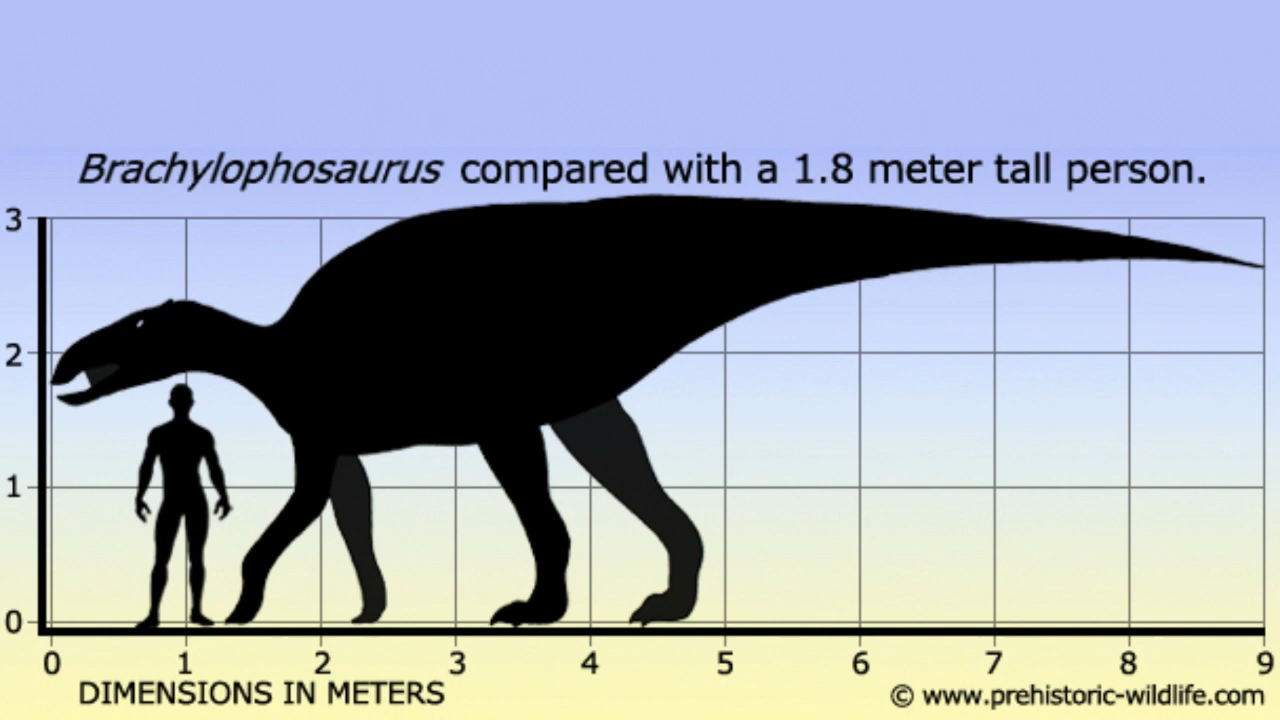 Brachylophosaurus compared with a 1.8 meter tall person.
3
2
1
0
0 1 2 3 4 5 6 7 8 9
DIMENSIONS IN METERS
© www.prehistoric-wildlife.com